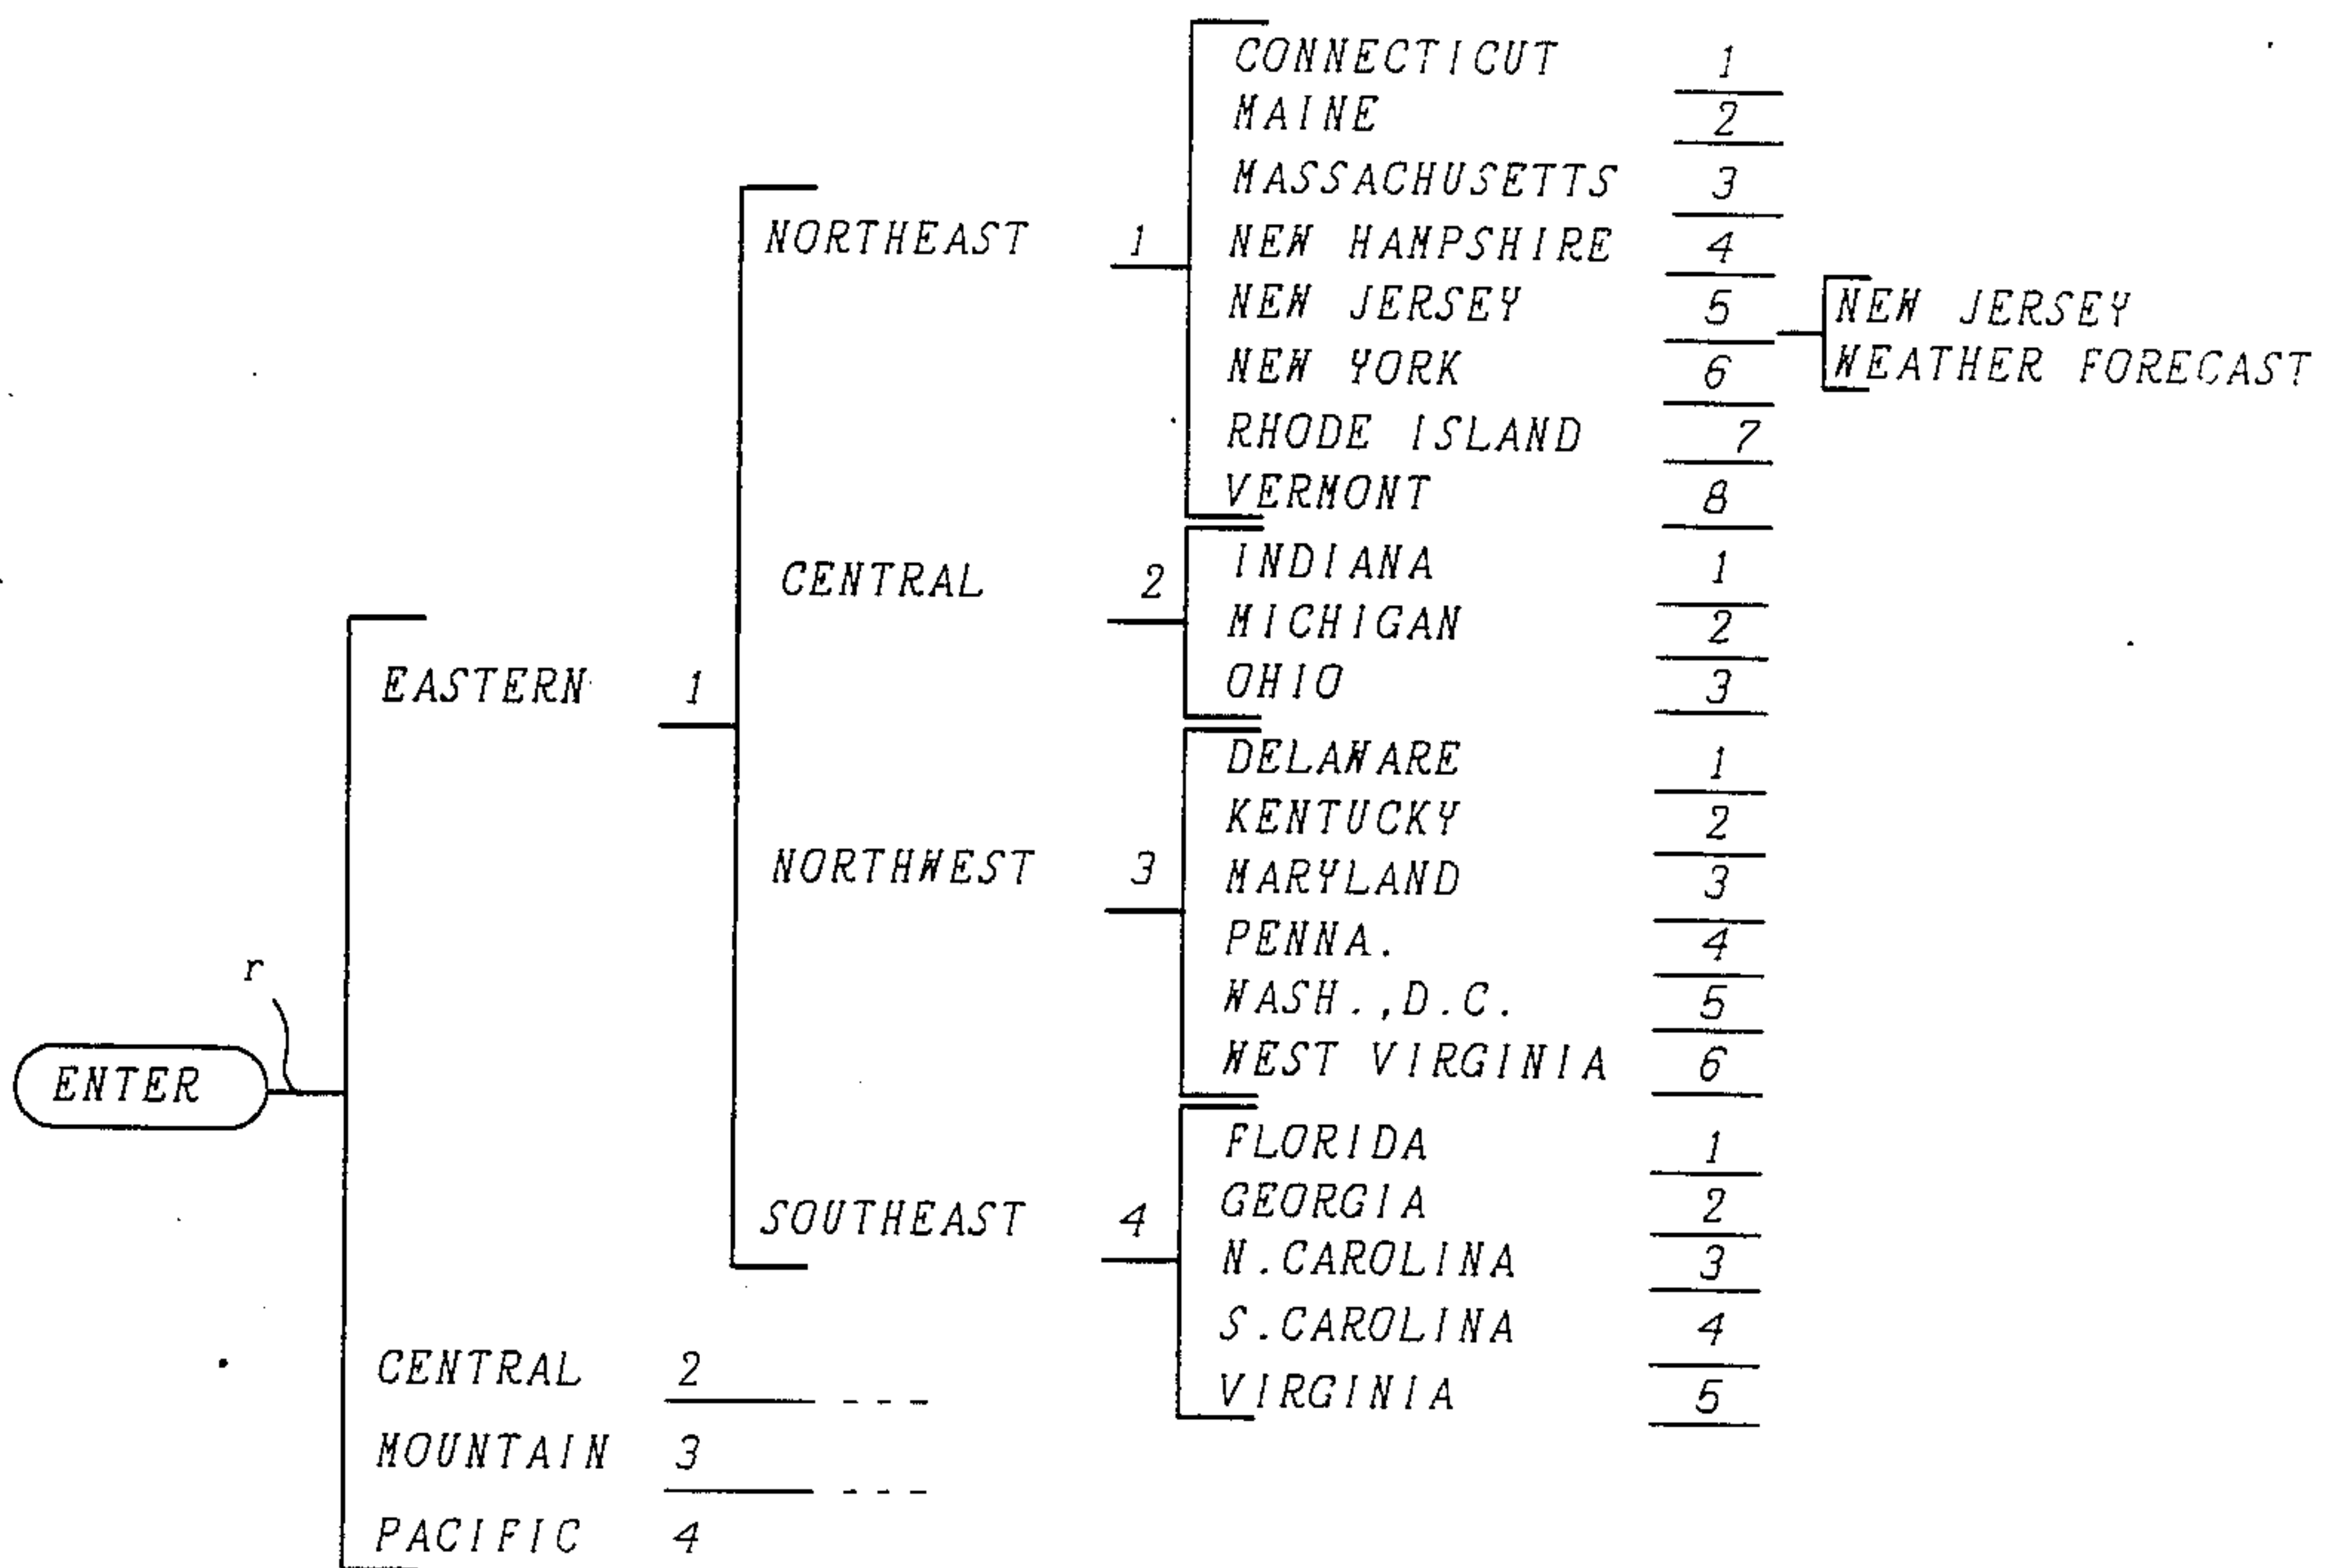 CONNECTICUT 1
MAINE 2
MASSACHUSETTS 3
NORTHEAST 1
NEW HAMPSHIRE 4
NEW JERSEY 5
NEW JERSEY
WEATHER FORECAST
NEW YORK 6
RHODE ISLAND 7
VERMONT 8
CENTRAL 2
INDIANA 1
MICHIGAN 2
OHIO 3
EASTERN 1
DELAWARE 1
KENTUCKY 2
NORTHWEST 3
MARYLAND 3
PENNA. 4
WASH.,D.C. 5
WEST VIRGINIA 6
r
ENTER
FLORIDA 1
GEORGIA 2
SOUTHEAST 4
N.CAROLINA 3
S.CAROLINA 4
VIRGINIA 5
CENTRAL 2
MOUNTAIN 3
PACIFIC 4